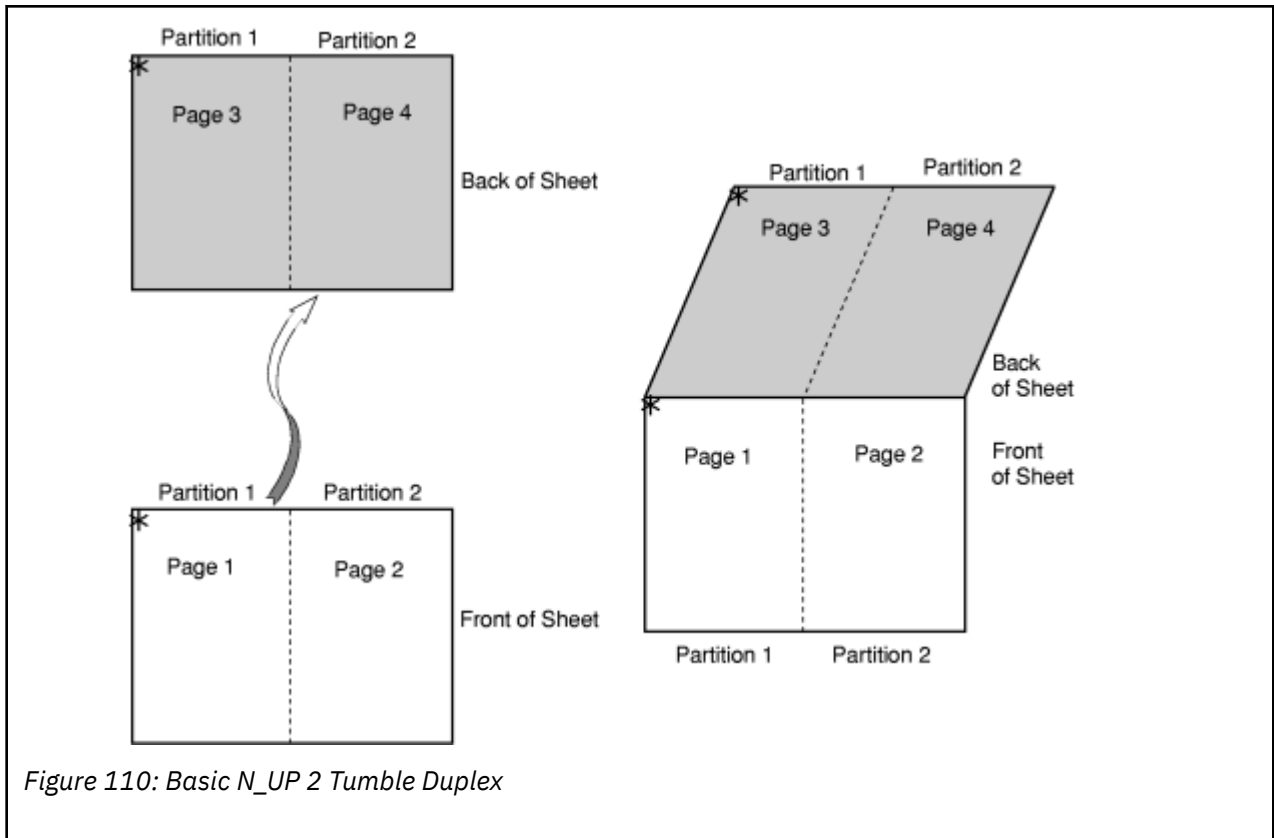 Partition 1 Partition 2
*
Page 3 Page 4
Back of Sheet
Partition 1 Partition 2
*
Page 1 Page 2
Front of Sheet
Partition 1 Partition 2
*
Page 3 Page 4
Back
of Sheet
*
Page 1 Page 2
Front
of Sheet
Partition 1 Partition 2
Figure 110: Basic N_UP 2 Tumble Duplex